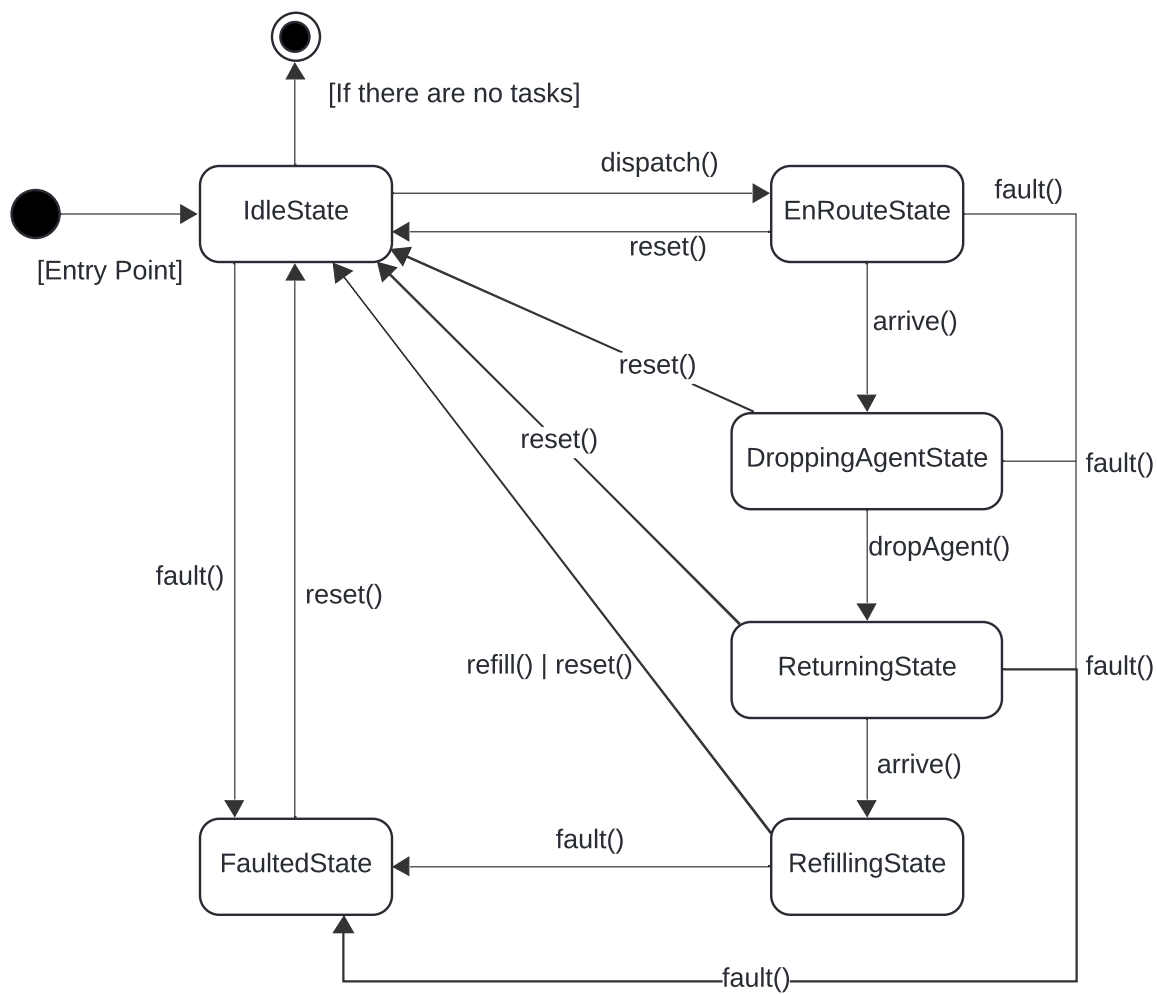 [If there are no tasks]
dispatch()
fault()
IdleState
EnRouteState
reset()
[Entry Point]
arrive()
reset()
reset()
DroppingAgentState
fault()
dropAgent()
fault()
reset()
refill() | reset()
ReturningState
fault()
arrive()
fault()
FaultedState
RefillingState
fault()